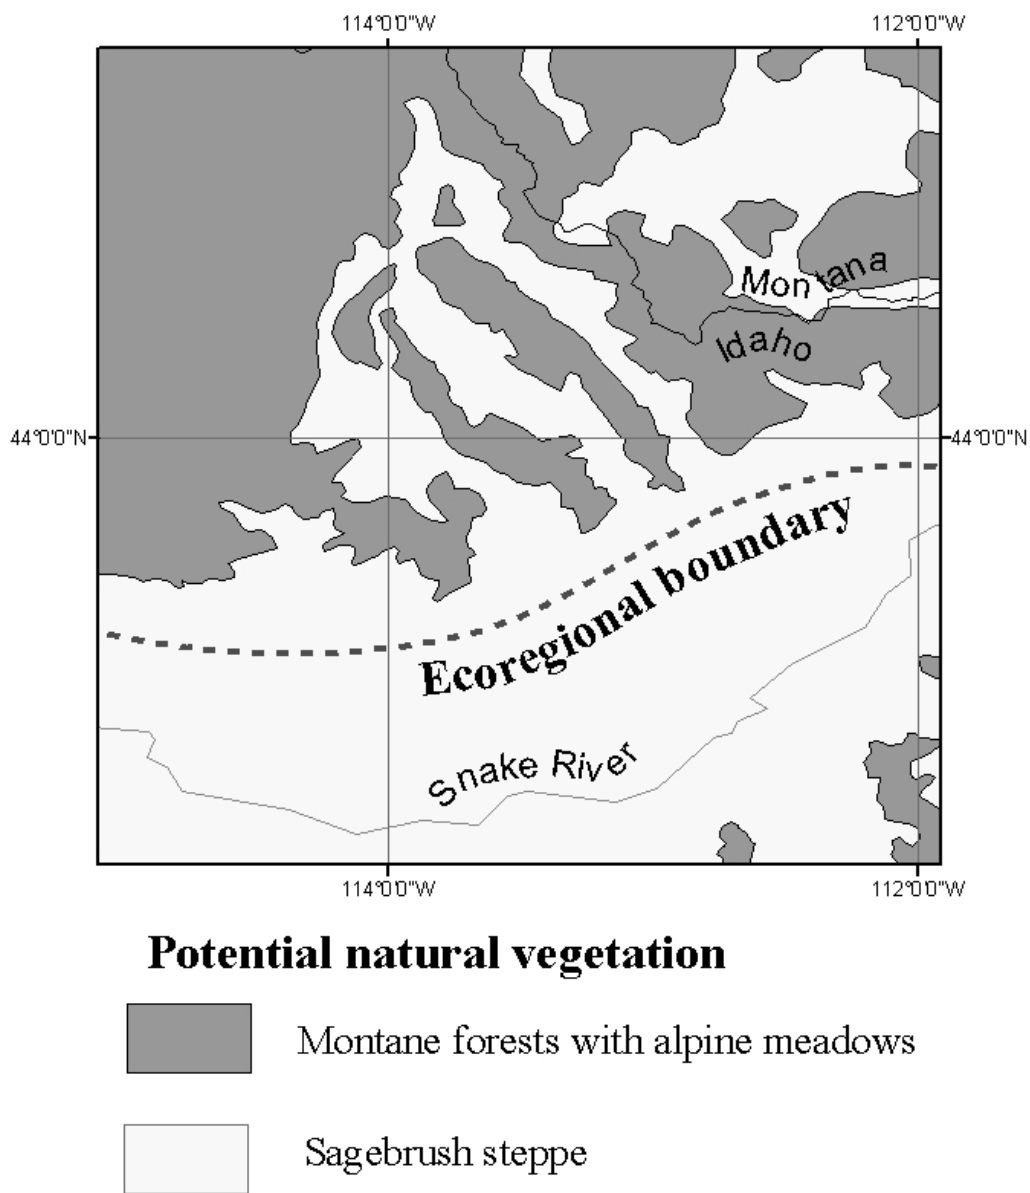 114°0'0"W 112°0'0"W
Montana
Idaho
44°0'0"N 44°0'0"N
Ecoregional boundary
Snake River
114°0'0"W 112°0'0"W
Potential natural vegetation
Montane forests with alpine meadows
Sagebrush steppe